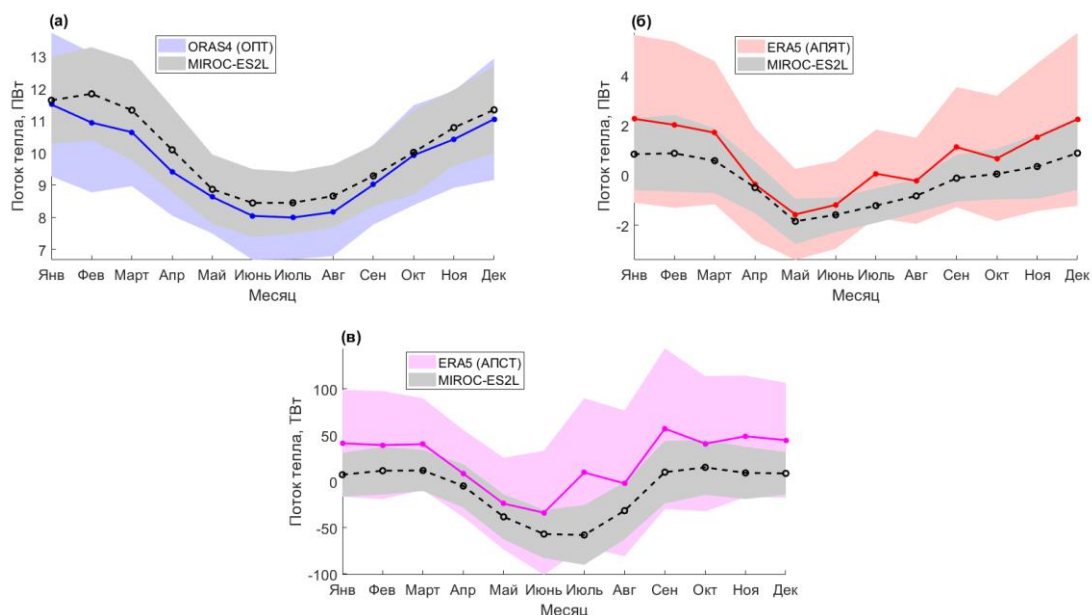 (а)
ORAS4 (ОПТ)
MIROC-ES2L
Поток тепла, ПВт
13
12
11
10
9
8
7
Янв Фев Март Апр Май Июнь Июль Авг Сен Окт Ноя Дек
Месяц
(б)
ERA5 (АПЯТ)
MIROC-ES2L
Поток тепла, ПВт
4
2
0
-2
Янв Фев Март Апр Май Июнь Июль Авг Сен Окт Ноя Дек
Месяц
(в)
ERA5 (АПСТ)
MIROC-ES2L
Поток тепла, ТВт
100
50
0
-50
-100
Янв Фев Март Апр Май Июнь Июль Авг Сен Окт Ноя Дек
Месяц